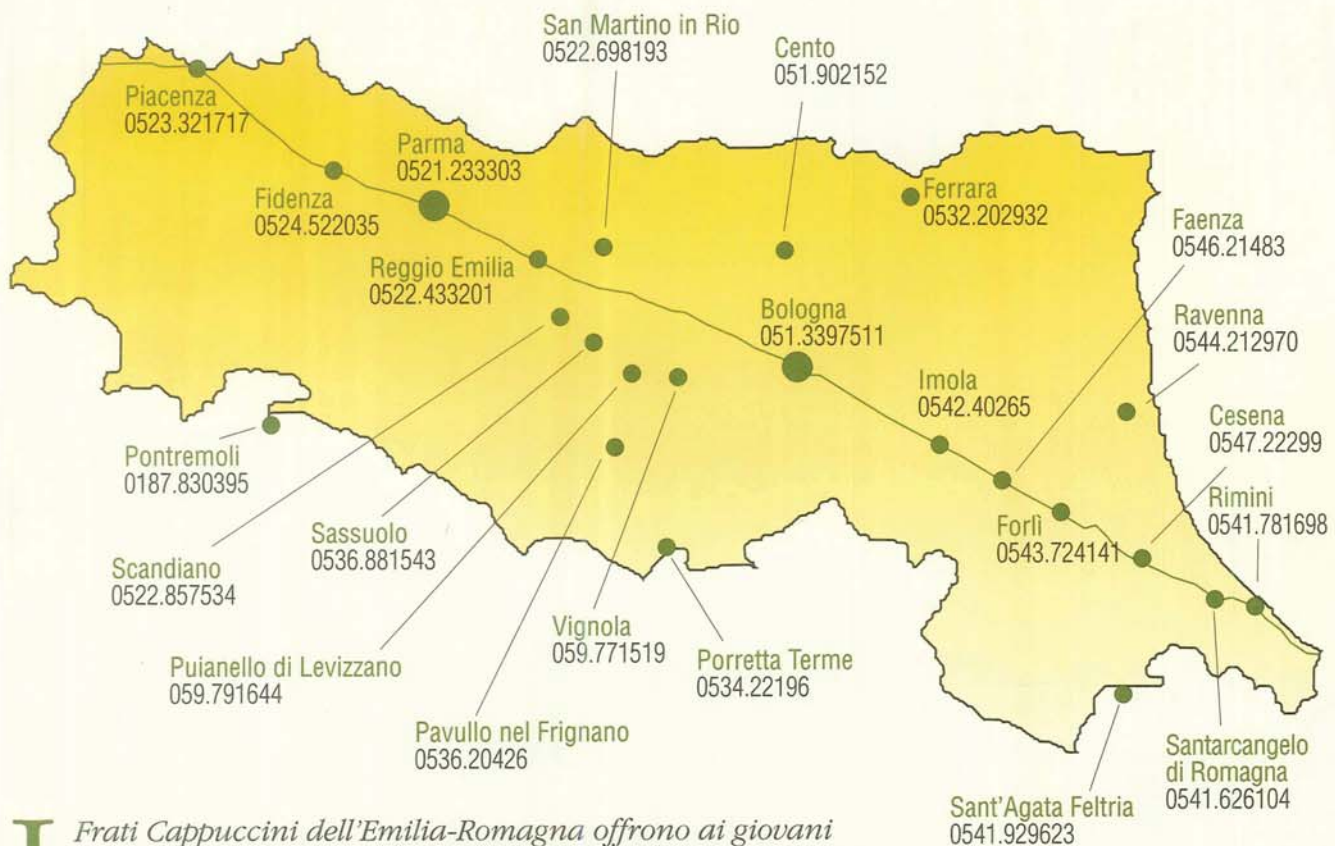 San Martino in Rio
0522.698193
Cento
051.902152
Piacenza
0523.321717
Parma
0521.233303
Fidenza
0524.522035
Ferrara
0532.202932
Faenza
0546.21483
Reggio Emilia
0522.433201
Bologna
051.3397511
Ravenna
0544.212970
Imola
0542.40265
Cesena
0547.22299
Pontremoli
0187.830395
Rimini
0541.781698
Sassuolo
0536.881543
Forlì
0543.724141
Scandiano
0522.857534
Vignola
059.771519
Puianello di Levizzano
059.791644
Porretta Terme
0534.22196
Pavullo nel Frignano
0536.20426
Santarcangelo
di Romagna
0541.626104
Sant'Agata Feltria
0541.929623
I Frati Cappuccini dell'Emilia-Romagna offrono ai giovani